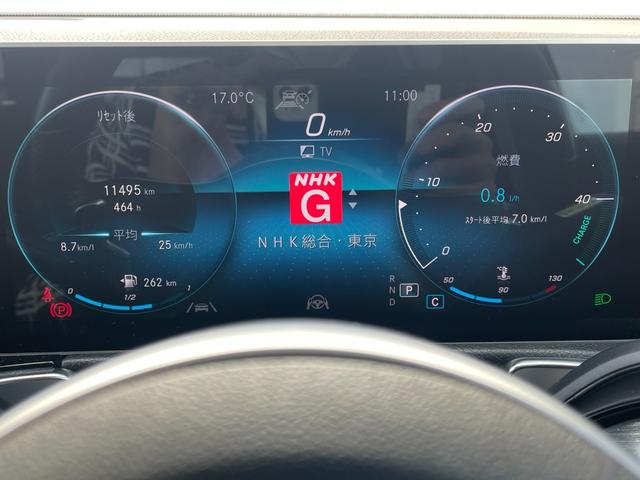 リセット後
11495 km
464 h
平均
8.7 km/l
25 km/h
262 km
0 1/2 1
17.0°C
11:00
0 km/h
TV
NHK
G
NHK総合・東京
R
N
D
P
C
0 10 20 30 40
燃費
0.8 l/h
スタート後平均 7.0 km/l
CHARGE
50 90 130
P